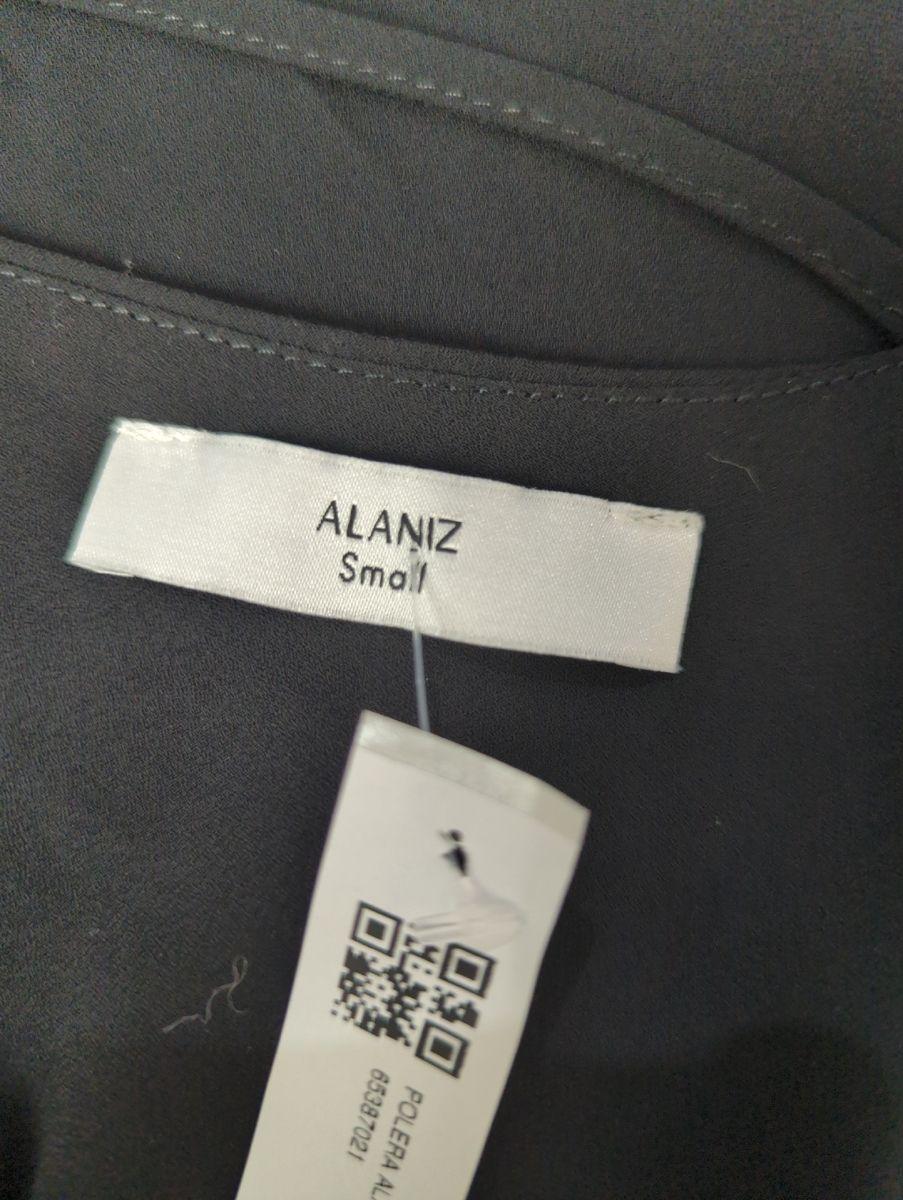 ALANIZ
Small
POLERA AL
65387021